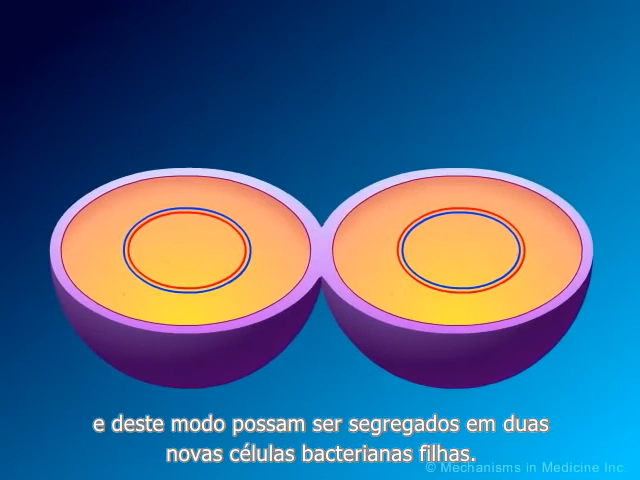 e deste modo possam ser segregados em duas
novas células bacterianas filhas.
© Mechanisms in Medicine Inc.